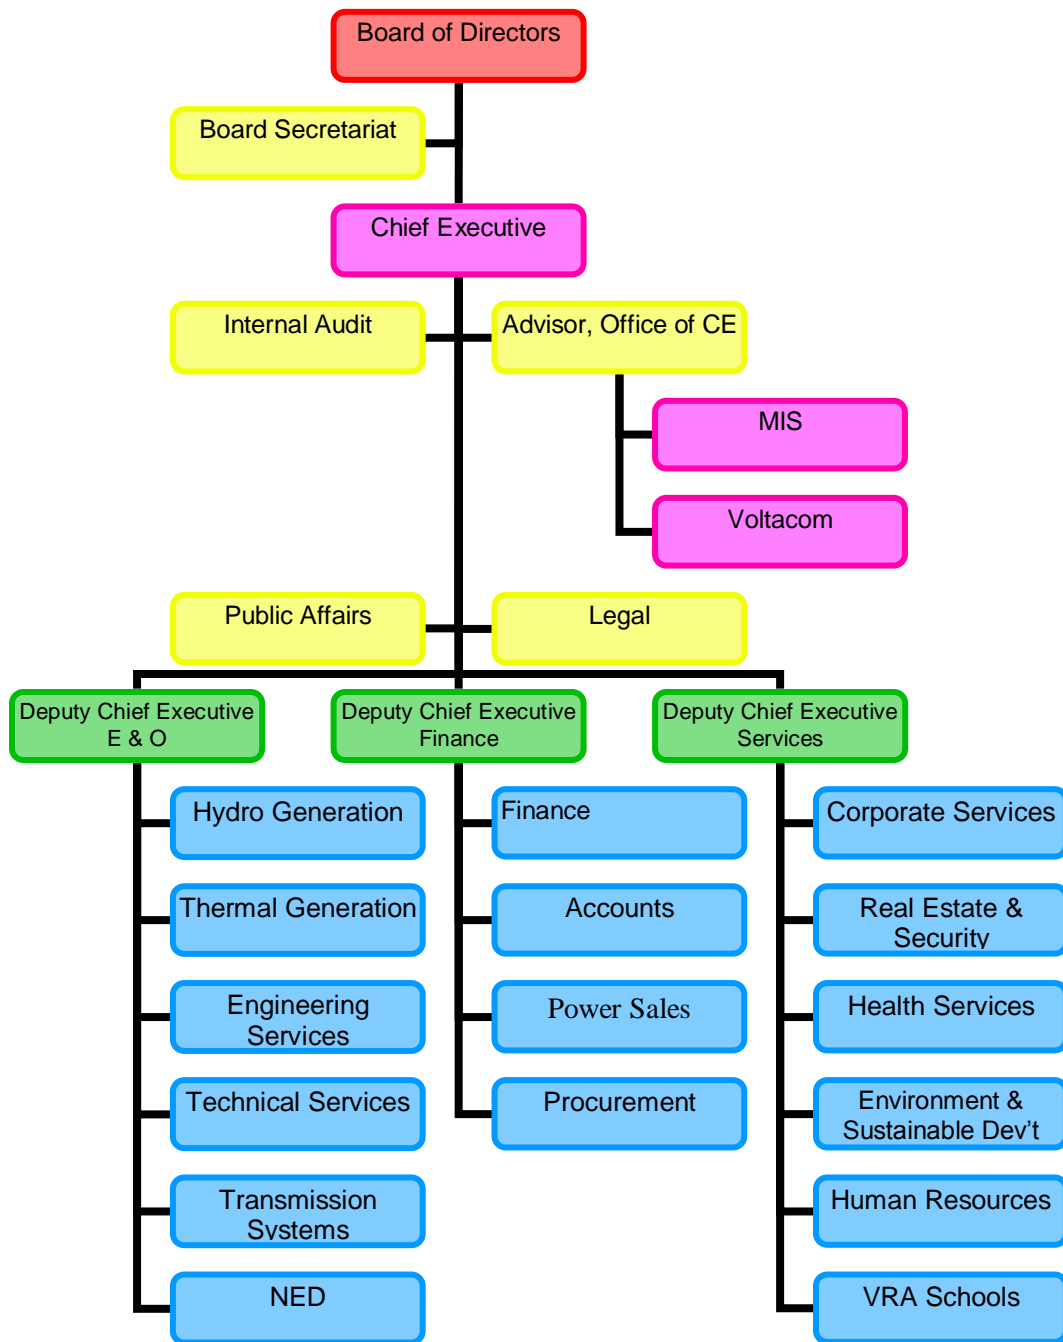 Board of Directors
Board Secretariat
Chief Executive
Internal Audit
Advisor, Office of CE
MIS
Voltacom
Public Affairs
Legal
Deputy Chief Executive
E & O
Deputy Chief Executive
Finance
Deputy Chief Executive
Services
Hydro Generation
Finance
Corporate Services
Thermal Generation
Accounts
Real Estate &
Security
Engineering
Services
Power Sales
Health Services
Technical Services
Procurement
Environment &
Sustainable Dev’t
Transmission
Systems
Human Resources
NED
VRA Schools